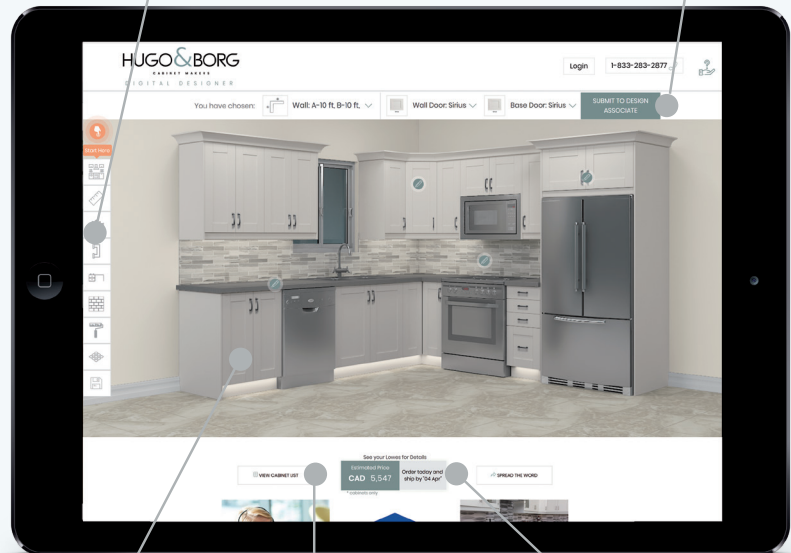 HUGO&BORG
CABINET MAKERS
DIGITAL DESIGNER
Login
1-833-283-2877
You have chosen:
Wall: A-10 ft, B-10 ft,
Wall Door: Sirius
Base Door: Sirius
SUBMIT TO DESIGN
ASSOCIATE
Start Here
See your Lowes for Details
VIEW CABINET LIST
Estimated Price
CAD 5,547
Order today and
ship by "04 Apr"
SPREAD THE WORD
* cabinets only